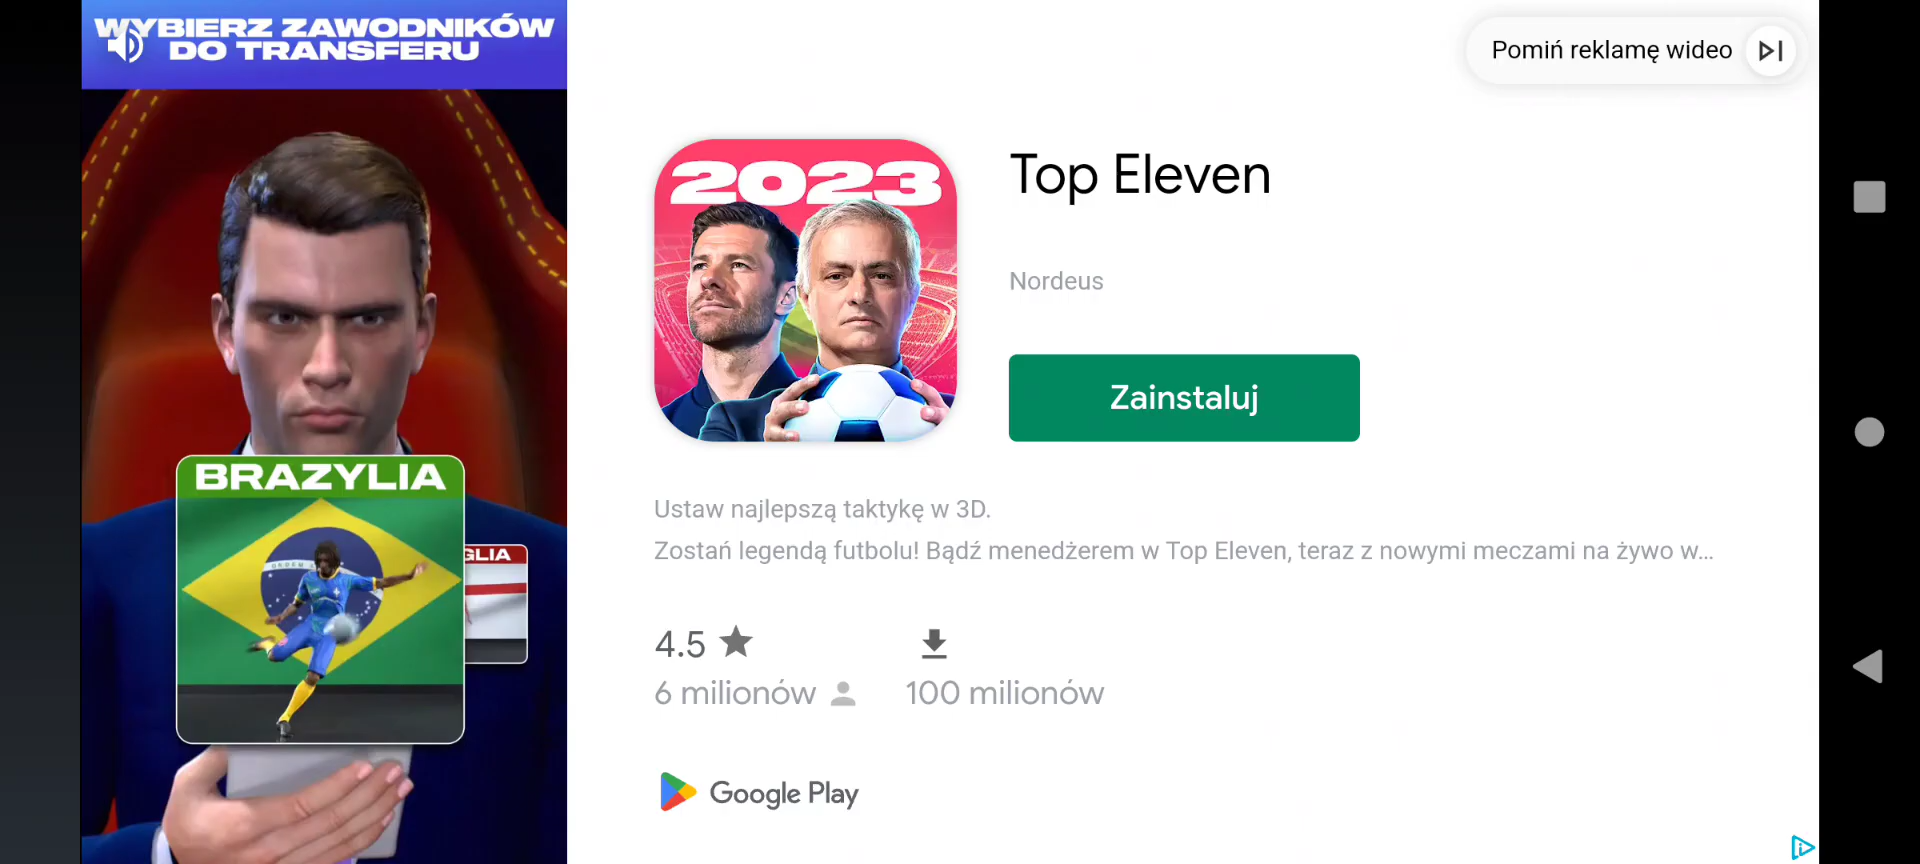 WYBIERZ ZAWODNIKÓW
DO TRANSFERU
Pomiń reklamę wideo
2023
Top Eleven
Nordeus
Zainstaluj
BRAZYLIA
GLIA
Ustaw najlepszą taktykę w 3D.
Zostań legendą futbolu! Bądź menedżerem w Top Eleven, teraz z nowymi meczami na żywo w...
4.5
6 milionów
100 milionów
Google Play